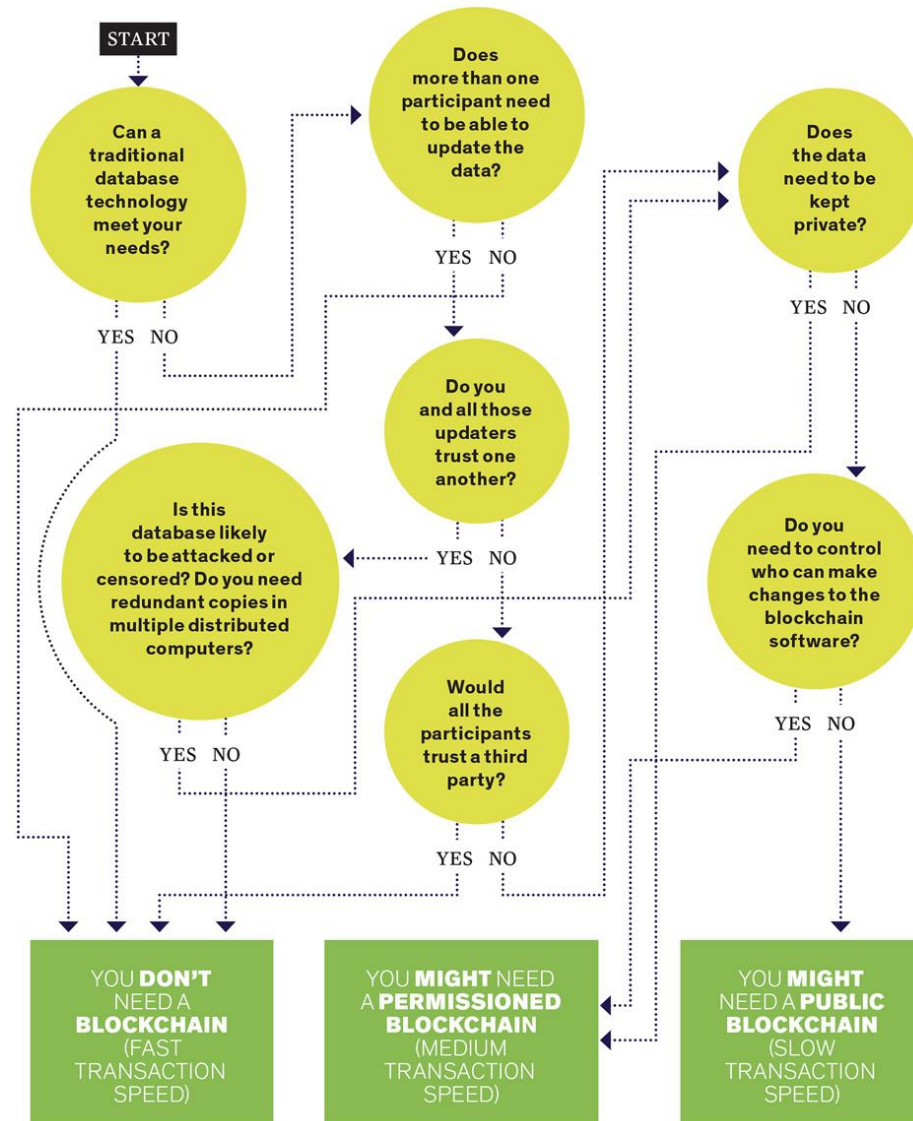 START
Can a
traditional
database
technology
meet your
needs?
YES NO
Does
more than one
participant need
to be able to
update the
data?
YES NO
Do you
and all those
updaters
trust one
another?
YES NO
Is this
database likely
to be attacked or
censored? Do you need
redundant copies in
multiple distributed
computers?
YES NO
Would
all the
participants
trust a third
party?
YES NO
Does
the data
need to be
kept
private?
YES NO
Do you
need to control
who can make
changes to the
blockchain
software?
YES NO
YOU DON'T
NEED A
BLOCKCHAIN
(FAST
TRANSACTION
SPEED)
YOU MIGHT NEED
A PERMISSIONED
BLOCKCHAIN
(MEDIUM
TRANSACTION
SPEED)
YOU MIGHT
NEED A PUBLIC
BLOCKCHAIN
(SLOW
TRANSACTION
SPEED)